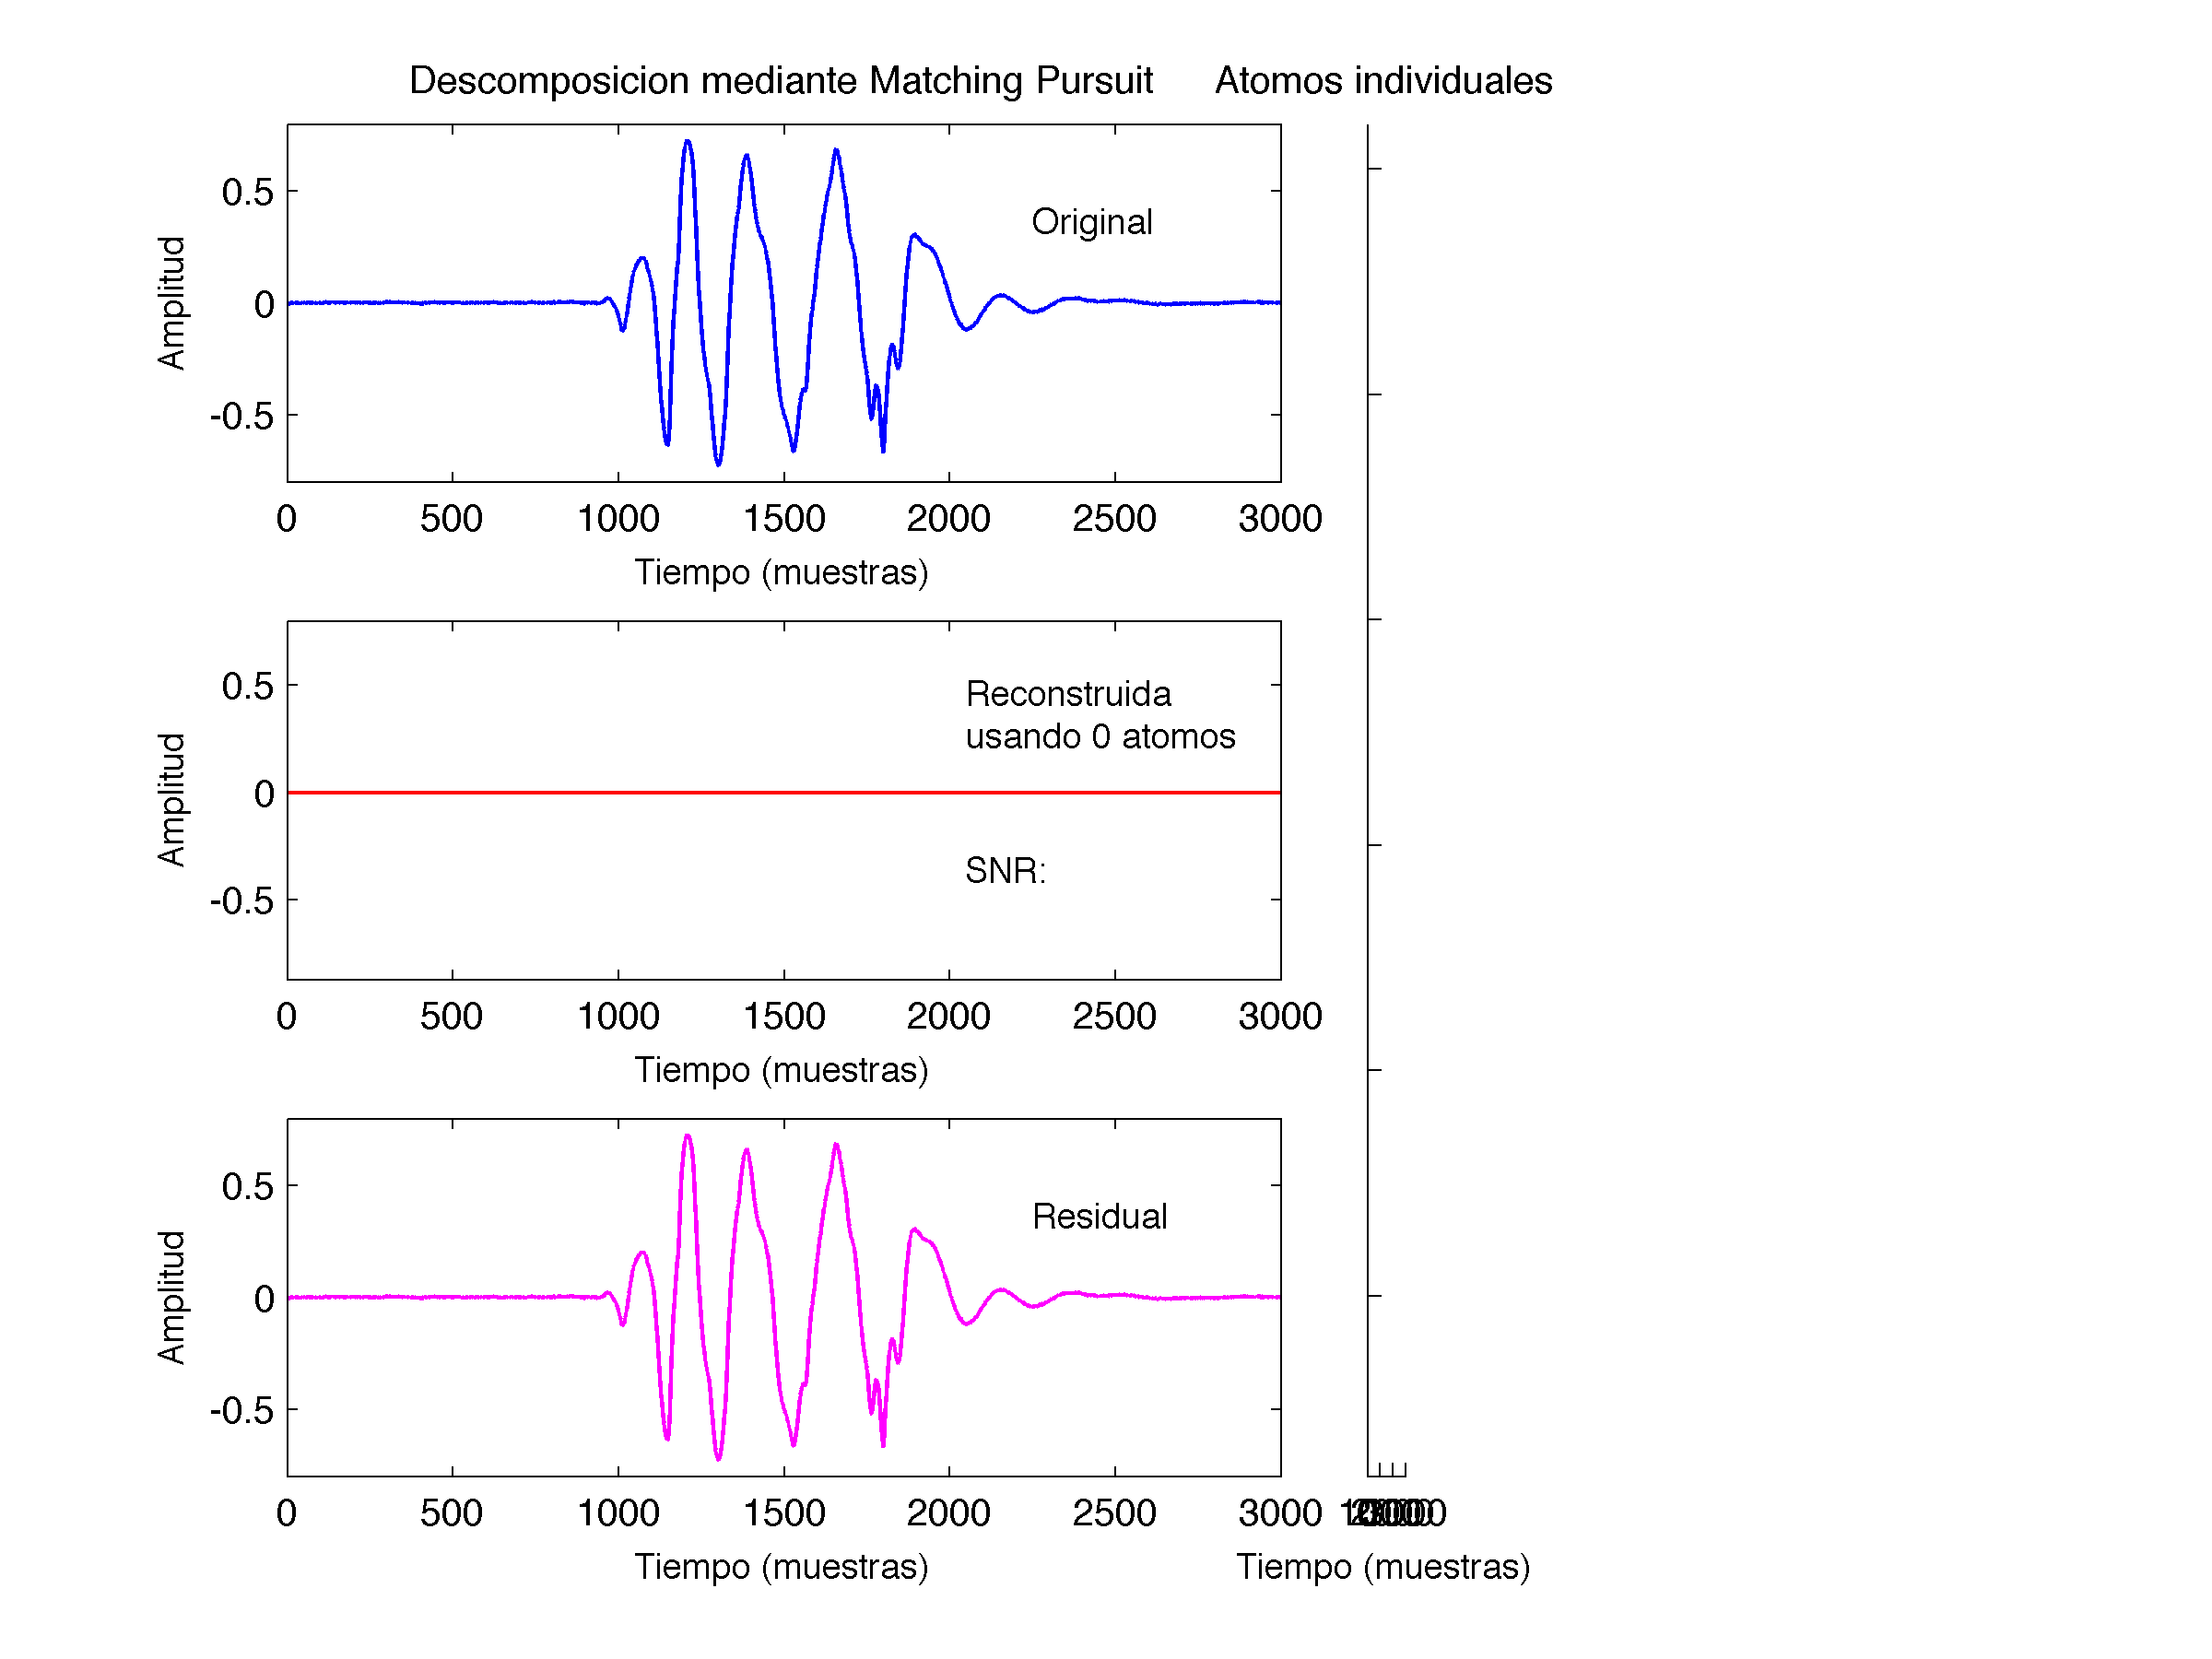 Descomposicion mediante Matching Pursuit
Atomos individuales
0.5
0
-0.5
Amplitud
Original
0
500
1000
1500
2000
2500
3000
Tiempo (muestras)
0.5
0
-0.5
Amplitud
Reconstruida
usando 0 atomos
SNR:
0
500
1000
1500
2000
2500
3000
Tiempo (muestras)
0.5
0
-0.5
Amplitud
Residual
0
500
1000
1500
2000
2500
3000
Tiempo (muestras)
Tiempo (muestras)